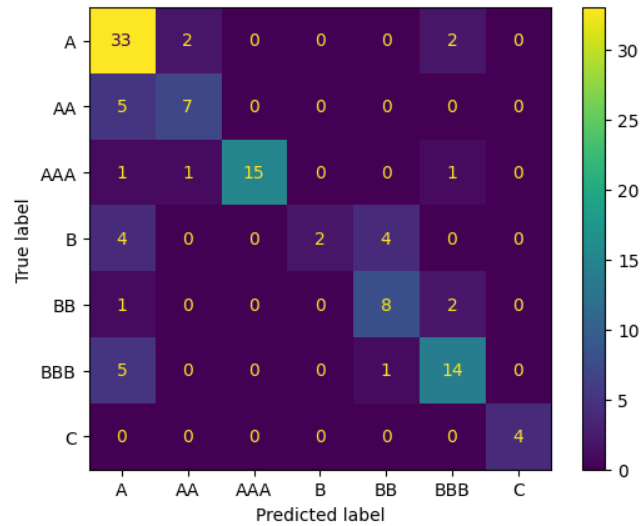 A 33 2 0 0 0 2 0
AA 5 7 0 0 0 0 0
AAA 1 1 15 0 0 1 0
B 4 0 0 2 4 0 0
BB 1 0 0 0 8 2 0
BBB 5 0 0 0 1 14 0
C 0 0 0 0 0 0 4
A AA AAA B BB BBB C
Predicted label
True label
30
25
20
15
10
5
0